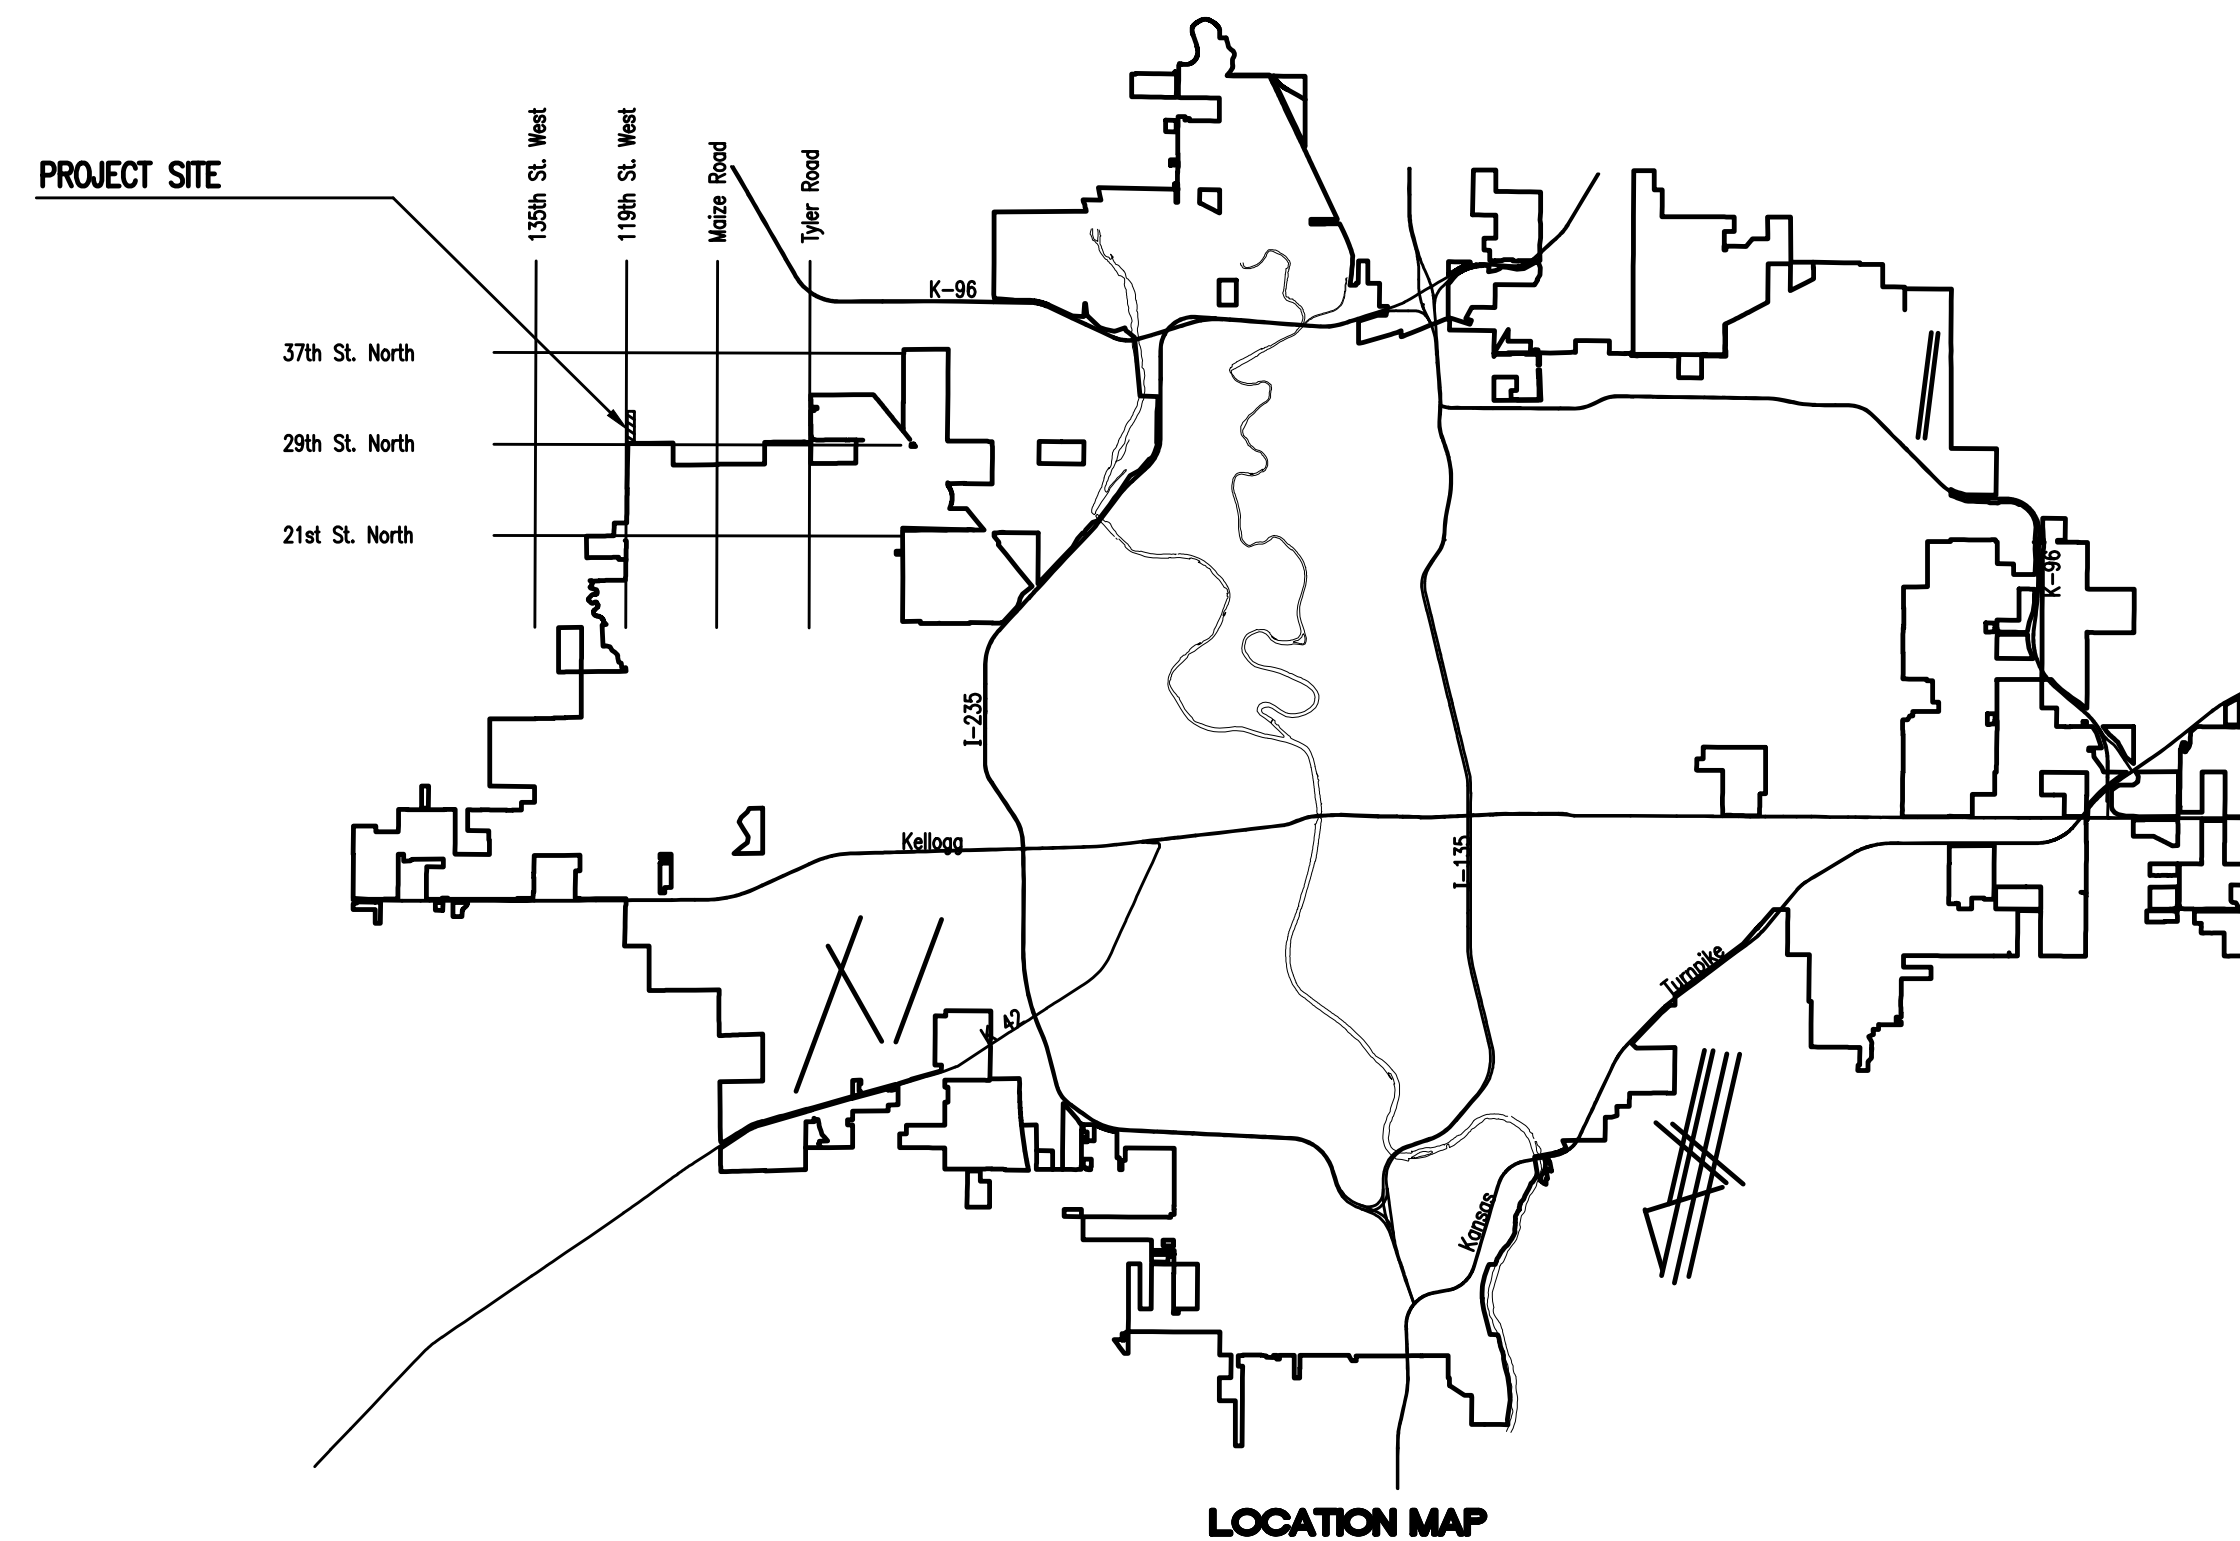 135th St. West
119th St. West
Maize Road
Tyler Road
PROJECT SITE
K-96
37th St. North
29th St. North
21st St. North
K-96
I-235
Kellogg
I-135
Turnpike
K 42
Kansas
LOCATION MAP